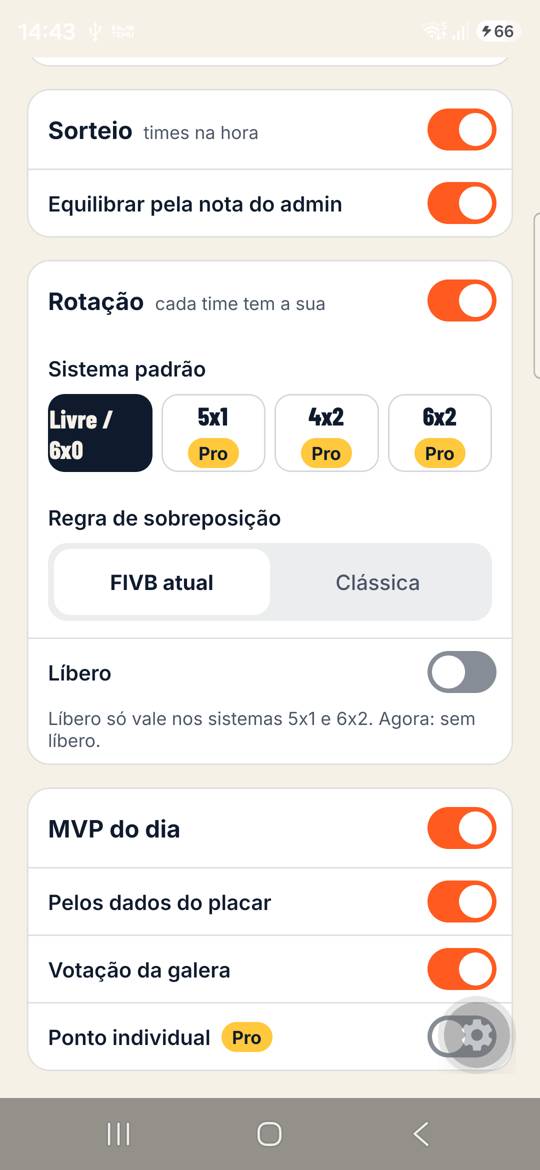 14:43
66
Sorteio times na hora
Equilibrar pela nota do admin
Rotação cada time tem a sua
Sistema padrão
Livre /
6x0
5x1
Pro
4x2
Pro
6x2
Pro
Regra de sobreposição
FIVB atual
Clássica
Líbero
Líbero só vale nos sistemas 5x1 e 6x2. Agora: sem
líbero.
MVP do dia
Pelos dados do placar
Votação da galera
Ponto individual Pro